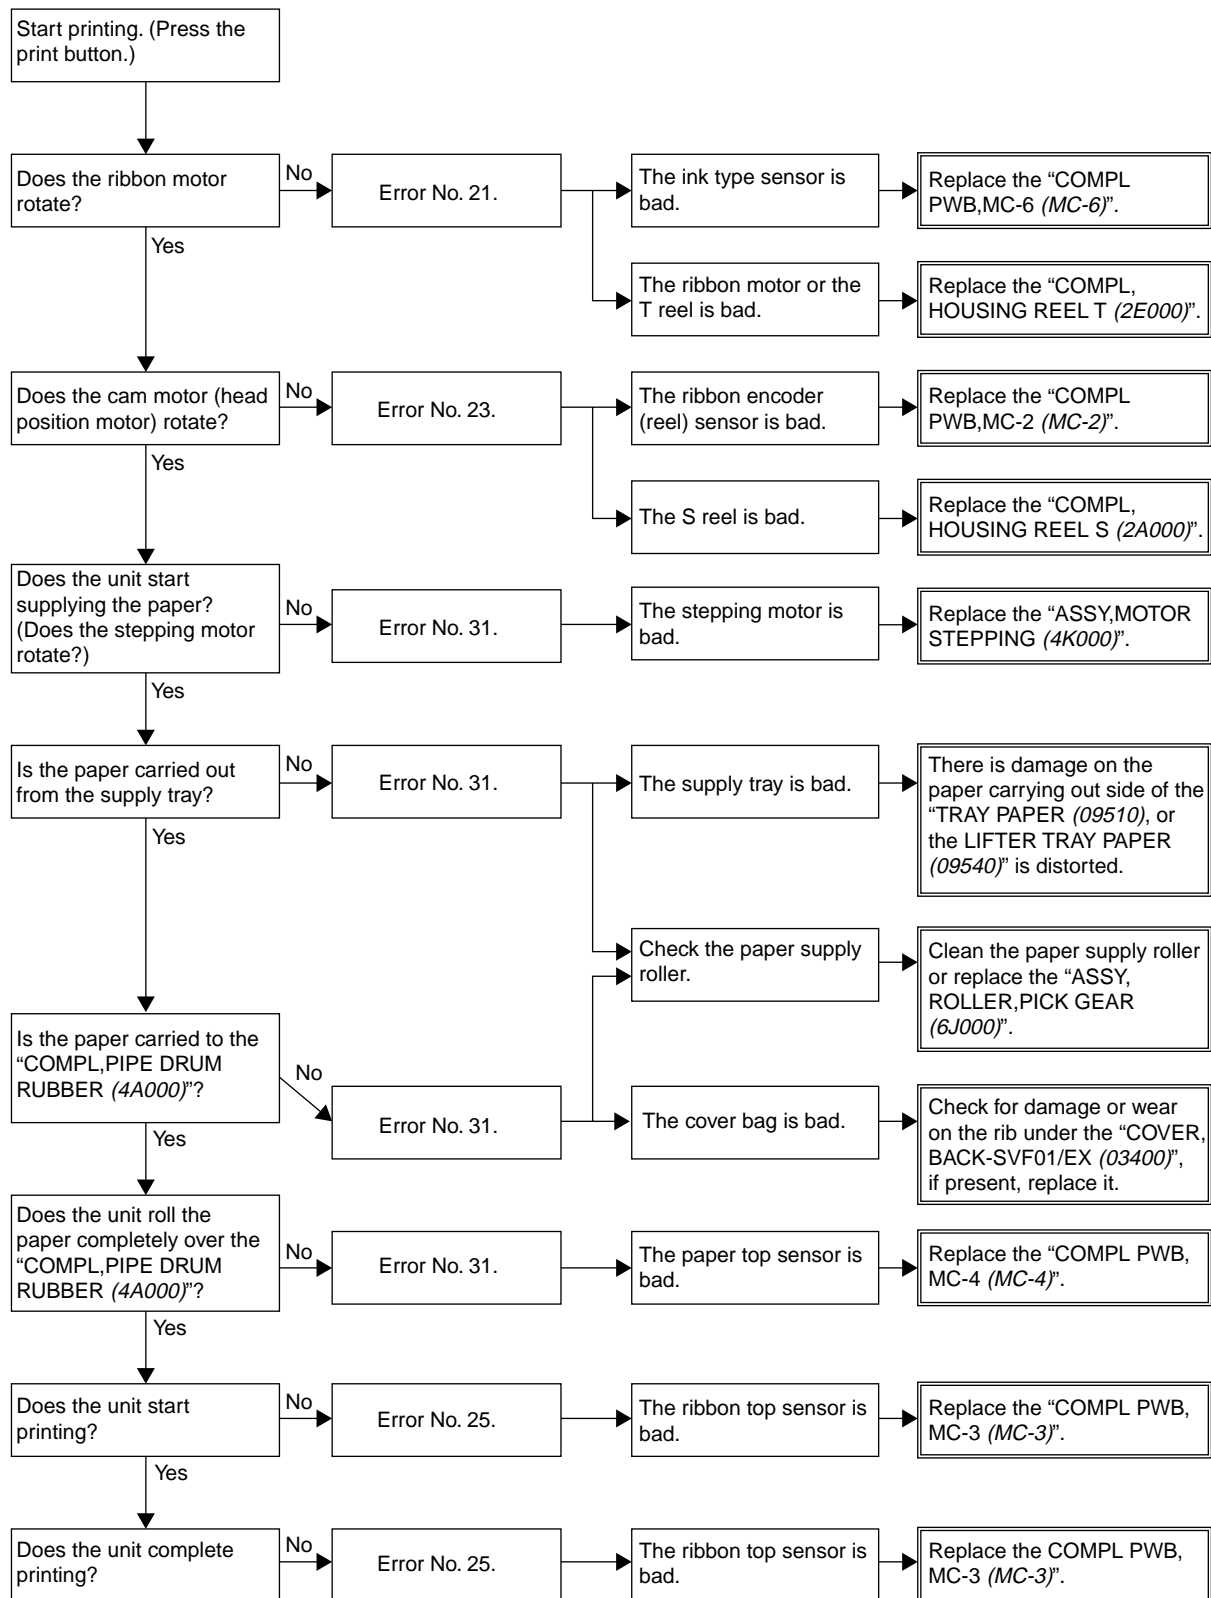 Start printing. (Press the
print button.)
Does the ribbon motor
rotate?
No
Error No. 21.
The ink type sensor is
bad.
Replace the “COMPL
PWB,MC-6 (MC-6)”.
Yes
The ribbon motor or the
T reel is bad.
Replace the “COMPL,
HOUSING REEL T (2E000)”.
Does the cam motor (head
position motor) rotate?
No
Error No. 23.
The ribbon encoder
(reel) sensor is bad.
Replace the “COMPL
PWB,MC-2 (MC-2)”.
Yes
The S reel is bad.
Replace the “COMPL,
HOUSING REEL S (2A000)”.
Does the unit start
supplying the paper?
(Does the stepping motor
rotate?)
No
Error No. 31.
The stepping motor is
bad.
Replace the “ASSY,MOTOR
STEPPING (4K000)”.
Yes
Is the paper carried out
from the supply tray?
No
Error No. 31.
The supply tray is bad.
There is damage on the
paper carrying out side of the
“TRAY PAPER (09510), or
the LIFTER TRAY PAPER
(09540)” is distorted.
Yes
Check the paper supply
roller.
Clean the paper supply roller
or replace the “ASSY,
ROLLER,PICK GEAR
(6J000)”.
Is the paper carried to the
“COMPL,PIPE DRUM
RUBBER (4A000)”?
No
Error No. 31.
The cover bag is bad.
Check for damage or wear
on the rib under the “COVER,
BACK-SVF01/EX (03400)”,
if present, replace it.
Yes
Does the unit roll the
paper completely over the
“COMPL,PIPE DRUM
RUBBER (4A000)”?
No
Error No. 31.
The paper top sensor is
bad.
Replace the “COMPL PWB,
MC-4 (MC-4)”.
Yes
Does the unit start
printing?
No
Error No. 25.
The ribbon top sensor is
bad.
Replace the “COMPL PWB,
MC-3 (MC-3)”.
Yes
Does the unit complete
printing?
No
Error No. 25.
The ribbon top sensor is
bad.
Replace the COMPL PWB,
MC-3 (MC-3)”.